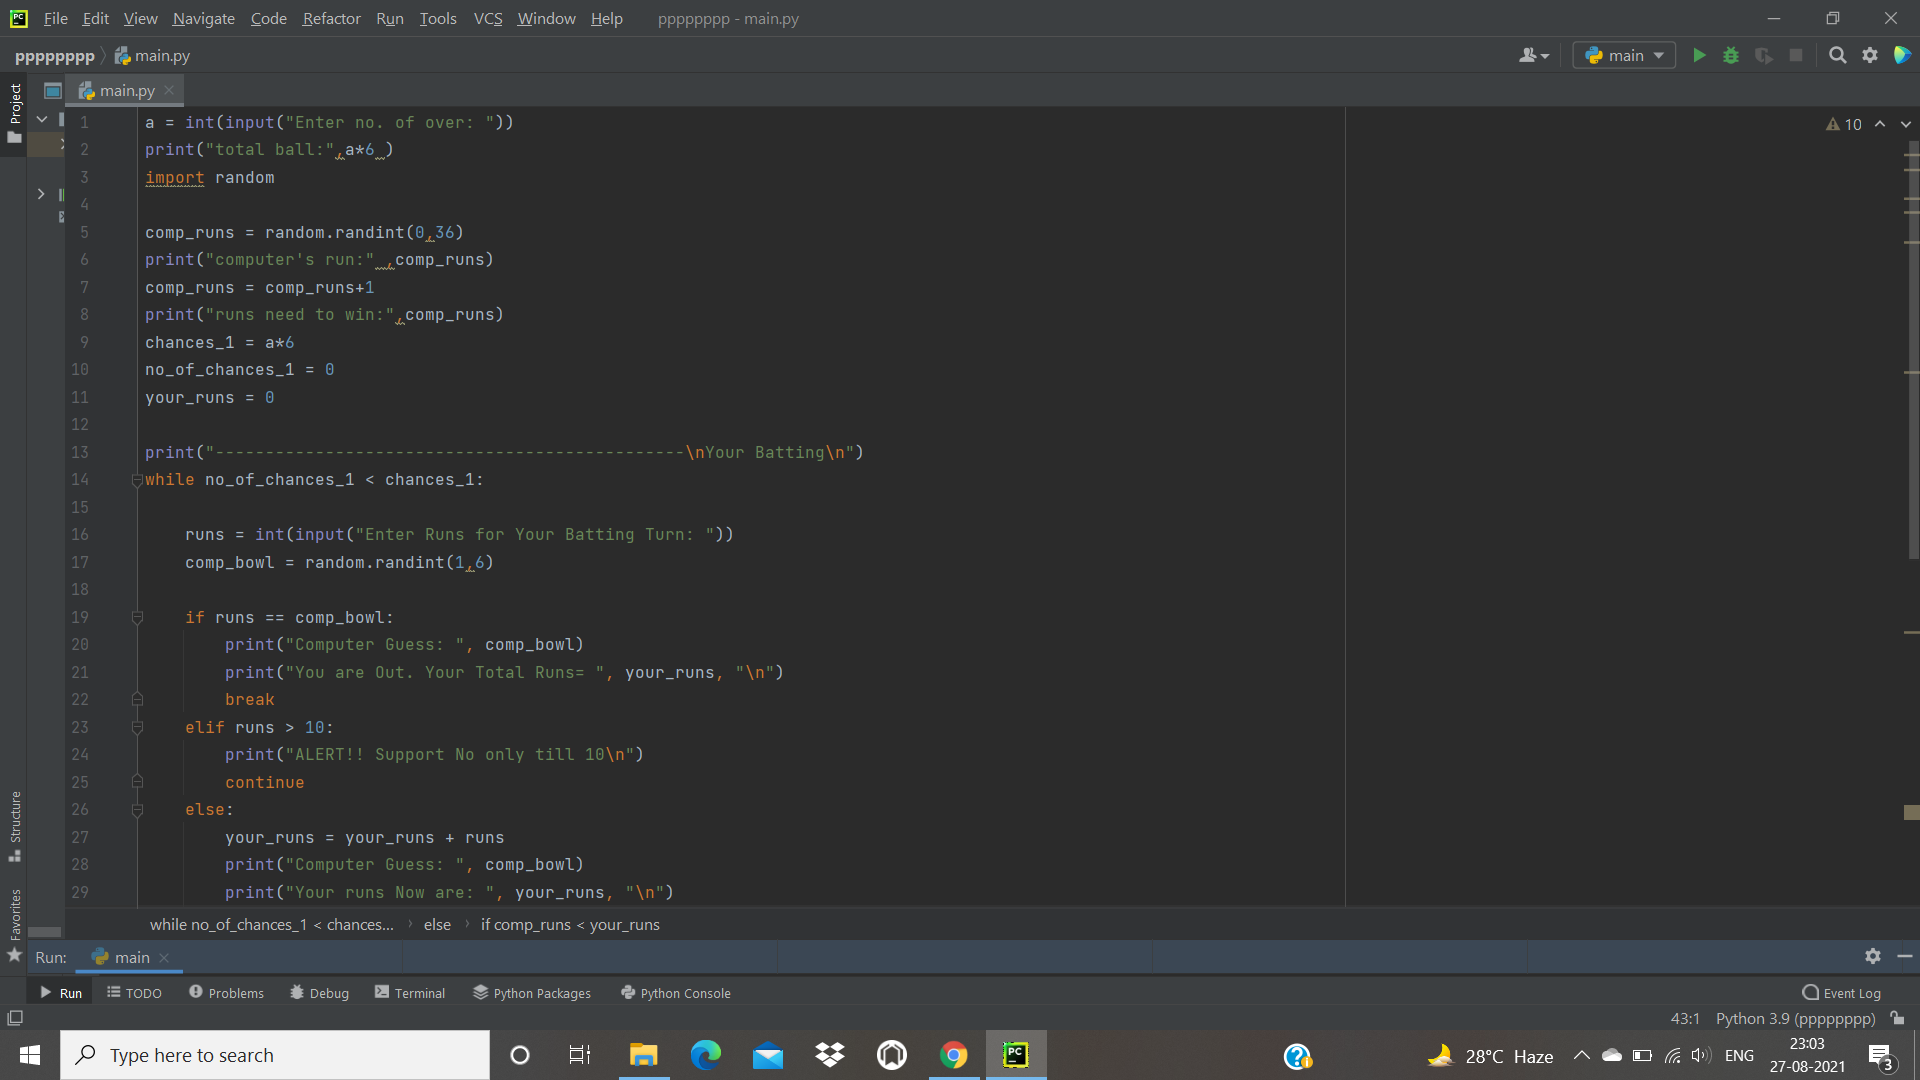 File Edit View Navigate Code Refactor Run Tools VCS Window Help pppppppp - main.py
pppppppp main.py main
Project
main.py
10
1 a = int(input("Enter no. of over: "))
2 print("total ball:",a*6 )
3 import random
4
5 comp_runs = random.randint(0,36)
6 print("computer's run:" ,comp_runs)
7 comp_runs = comp_runs+1
8 print("runs need to win:",comp_runs)
9 chances_1 = a*6
10 no_of_chances_1 = 0
11 your_runs = 0
12
13 print("-----------------------------------------------\nYour Batting\n")
14 while no_of_chances_1 < chances_1:
15
16 runs = int(input("Enter Runs for Your Batting Turn: "))
17 comp_bowl = random.randint(1,6)
18
19 if runs == comp_bowl:
20 print("Computer Guess: ", comp_bowl)
21 print("You are Out. Your Total Runs= ", your_runs, "\n")
22 break
23 elif runs > 10:
24 print("ALERT!! Support No only till 10\n")
25 continue
26 else:
27 your_runs = your_runs + runs
28 print("Computer Guess: ", comp_bowl)
29 print("Your runs Now are: ", your_runs, "\n")
Structure
Favorites
while no_of_chances_1 < chances... else if comp_runs < your_runs
Run: main
Run TODO Problems Debug Terminal Python Packages Python Console Event Log
43:1 Python 3.9 (pppppppp)
Type here to search
PC
28°C Haze
ENG
23:03
27-08-2021
3